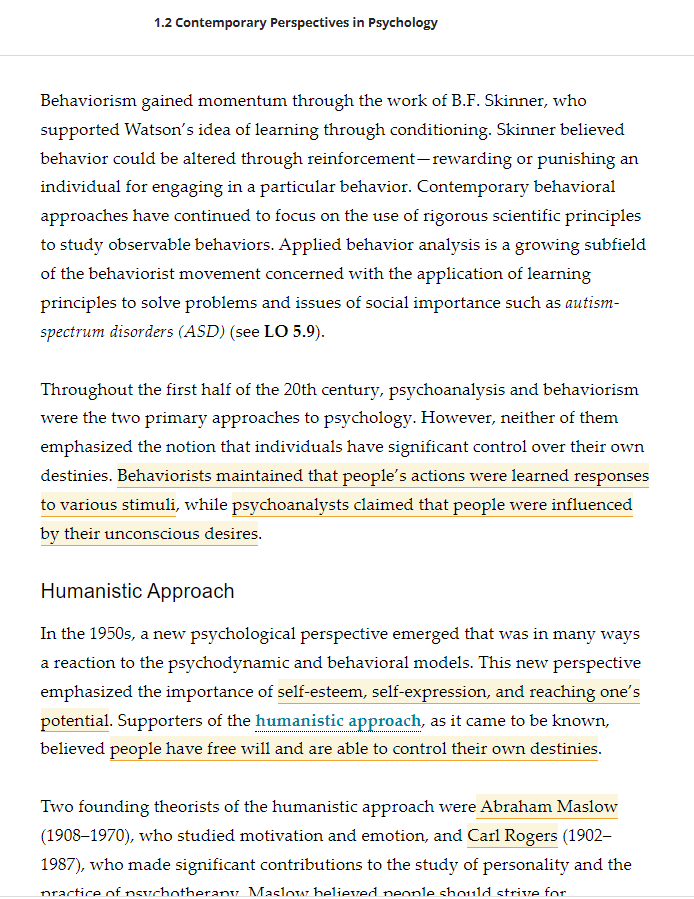 1.2 Contemporary Perspectives in Psychology
Behaviorism gained momentum through the work of B.F. Skinner, who
supported Watson’s idea of learning through conditioning. Skinner believed
behavior could be altered through reinforcement—rewarding or punishing an
individual for engaging in a particular behavior. Contemporary behavioral
approaches have continued to focus on the use of rigorous scientific principles
to study observable behaviors. Applied behavior analysis is a growing subfield
of the behaviorist movement concerned with the application of learning
principles to solve problems and issues of social importance such as autism-
spectrum disorders (ASD) (see LO 5.9).
Throughout the first half of the 20th century, psychoanalysis and behaviorism
were the two primary approaches to psychology. However, neither of them
emphasized the notion that individuals have significant control over their own
destinies. Behaviorists maintained that people’s actions were learned responses
to various stimuli, while psychoanalysts claimed that people were influenced
by their unconscious desires.
Humanistic Approach
In the 1950s, a new psychological perspective emerged that was in many ways
a reaction to the psychodynamic and behavioral models. This new perspective
emphasized the importance of self-esteem, self-expression, and reaching one’s
potential. Supporters of the humanistic approach, as it came to be known,
believed people have free will and are able to control their own destinies.
Two founding theorists of the humanistic approach were Abraham Maslow
(1908–1970), who studied motivation and emotion, and Carl Rogers (1902–
1987), who made significant contributions to the study of personality and the
practice of psychotherapy. Maslow believed people should strive for